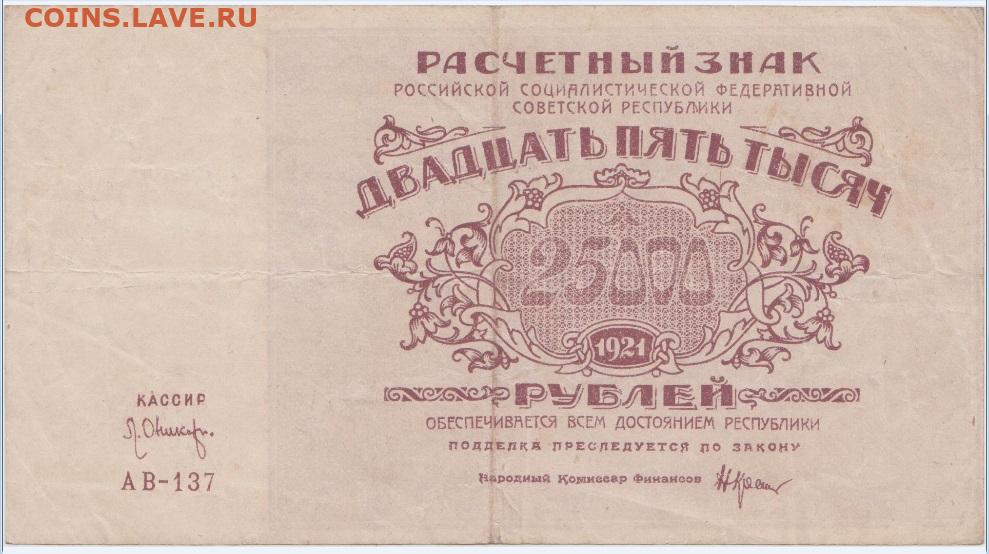 COINS.LAVE.РУ
РАСЧЕТНЫЙ ЗНАК
РОССИЙСКОЙ СОЦИАЛИСТИЧЕСКОЙ ФЕДЕРАТИВНОЙ
СОВЕТСКОЙ РЕСПУБЛИКИ
ДВАДЦАТЬ ПЯТЬ ТЫСЯЧ
25000
1921
РУБЛЕЙ
ОБЕСПЕЧИВАЕТСЯ ВСЕМ ДОСТОЯНИЕМ РЕСПУБЛИКИ
ПОДДЕЛКА ПРЕСЛЕДУЕТСЯ ПО ЗАКОНУ
Народный Комиссар Финансов
КАССИР
АВ-137